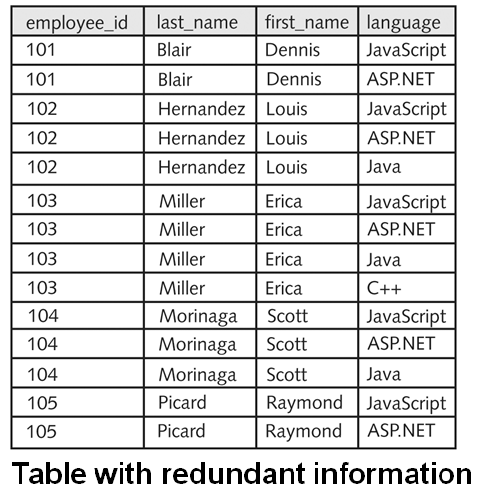 employee_id last_name first_name language
101 Blair Dennis JavaScript
101 Blair Dennis ASP.NET
102 Hernandez Louis JavaScript
102 Hernandez Louis ASP.NET
102 Hernandez Louis Java
103 Miller Erica JavaScript
103 Miller Erica ASP.NET
103 Miller Erica Java
103 Miller Erica C++
104 Morinaga Scott JavaScript
104 Morinaga Scott ASP.NET
104 Morinaga Scott Java
105 Picard Raymond JavaScript
105 Picard Raymond ASP.NET
Table with redundant information